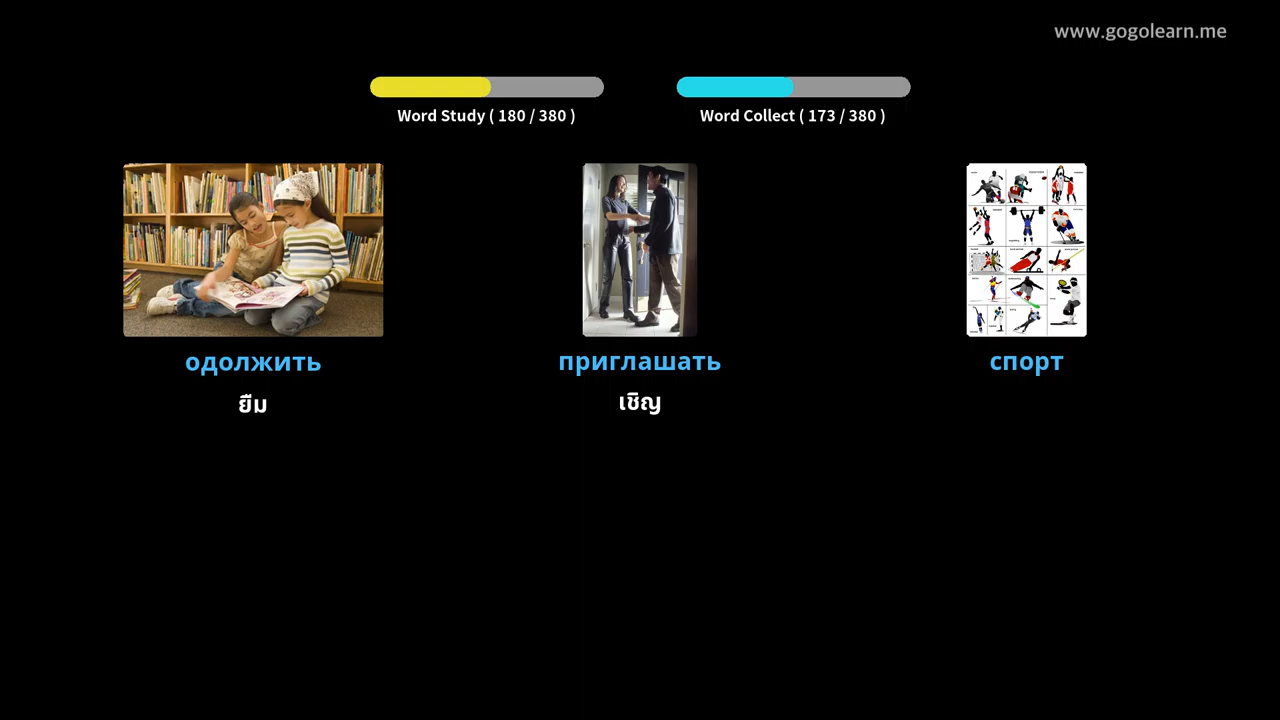 www.gogolearn.me
Word Study ( 180 / 380 )
Word Collect ( 173 / 380 )
одолжить
приглашать
спорт
ยืม
เชิญ